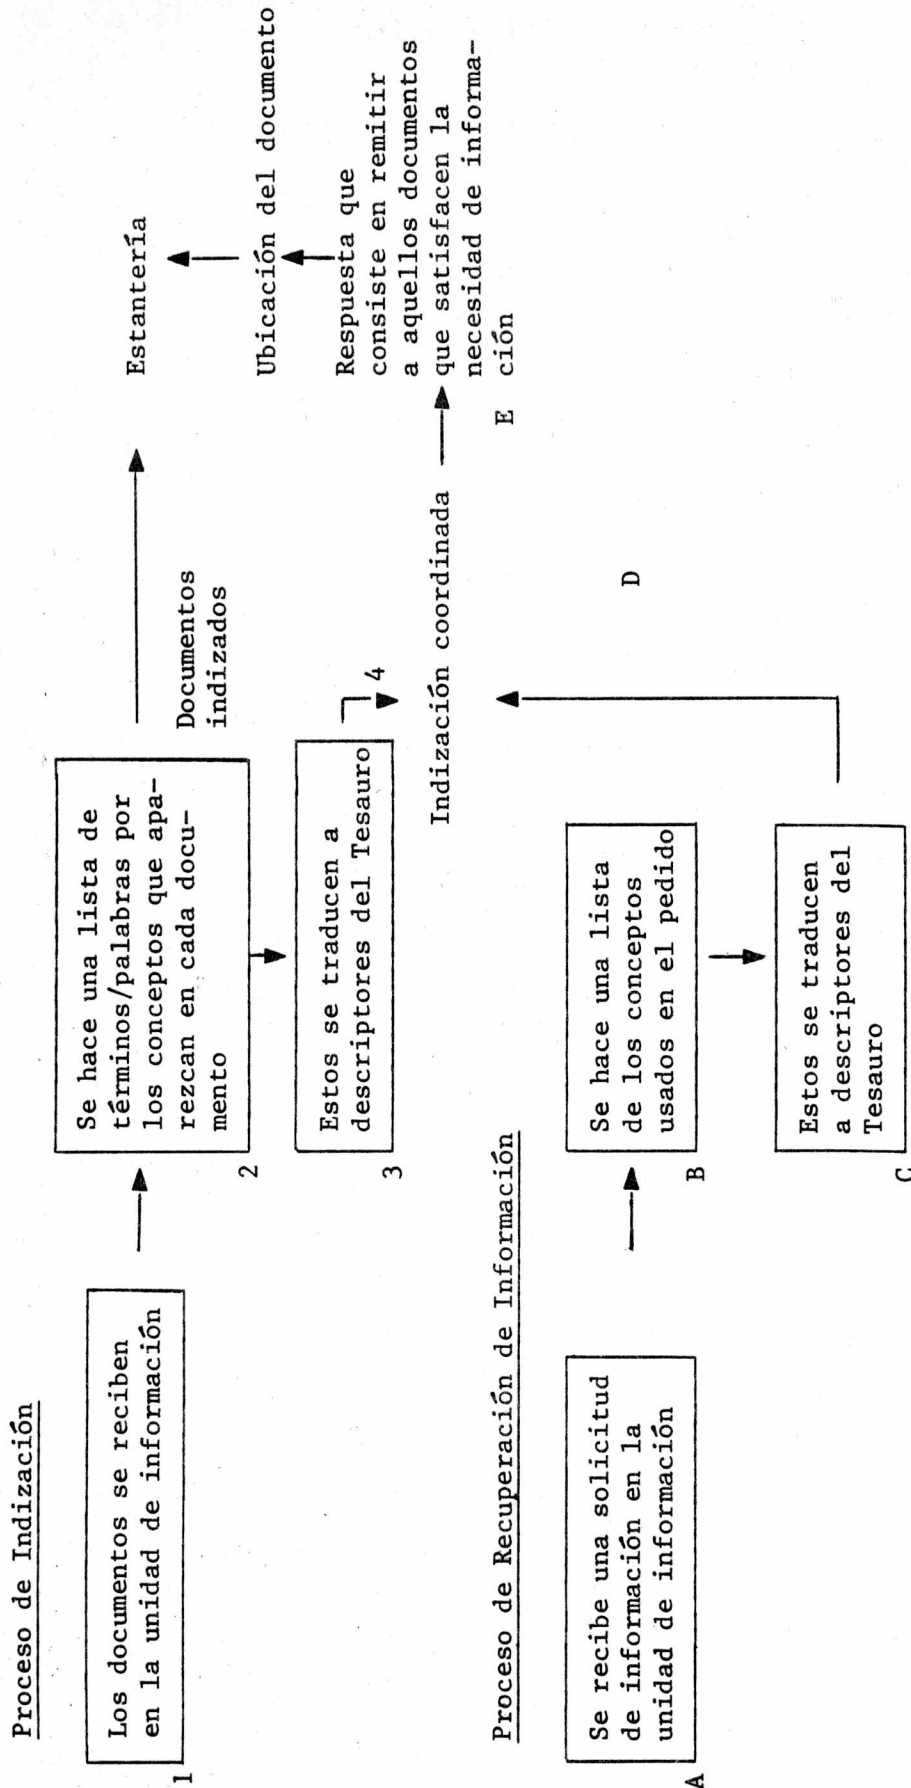 Proceso de Indización
Los documentos se reciben
en la unidad de información
1
Se hace una lista de
términos/palabras por
los conceptos que apa-
rezcan en cada docu-
mento
2
Documentos
indizados
Estantería
Estos se traducen a
descriptores del Tesauro
3
4
Ubicación del documento
Indización coordinada
Respuesta que
consiste en remitir
a aquellos documentos
que satisfacen la
necesidad de informa-
ción
E
D
Proceso de Recuperación de Información
Se recibe una solicitud
de información en la
unidad de información
A
Se hace una lista
de los conceptos
usados en el pedido
B
Estos se traducen
a descriptores del
Tesauro
C